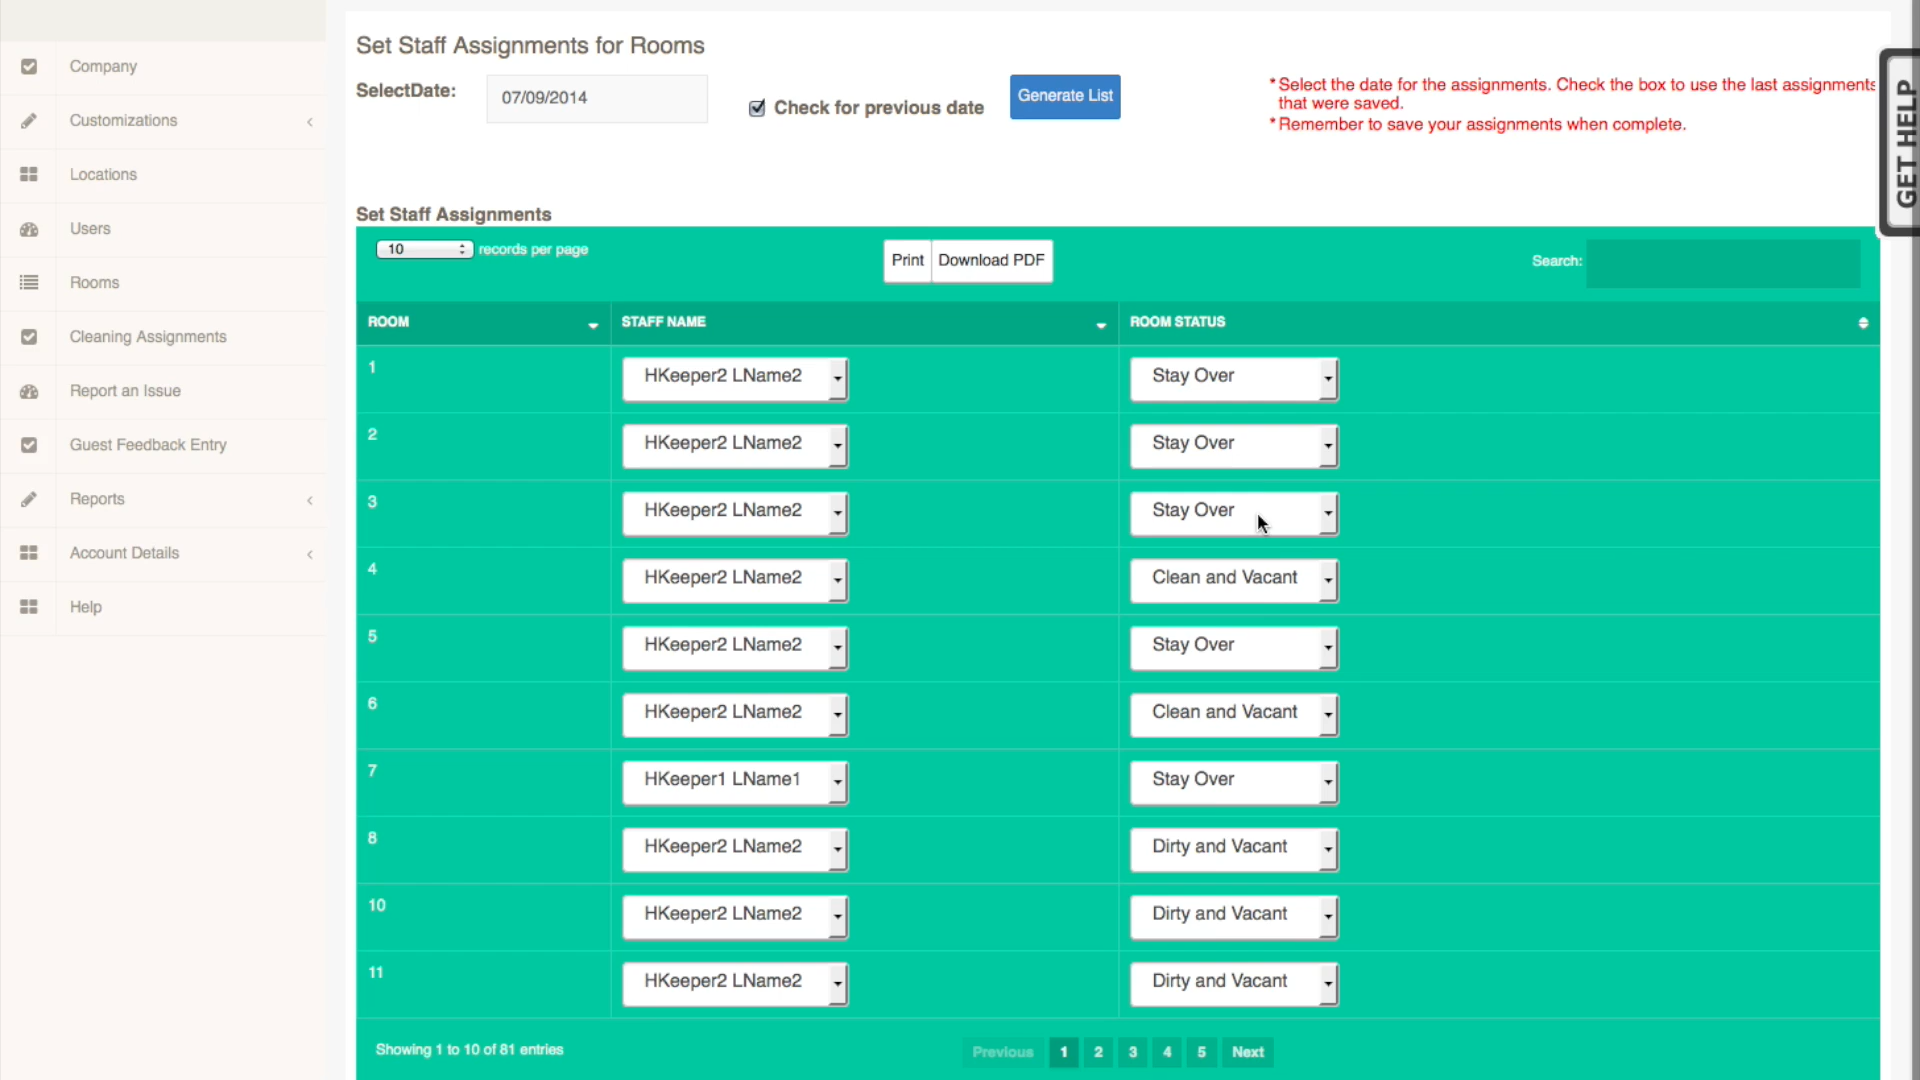 Company
Customizations
Locations
Users
Rooms
Cleaning Assignments
Report an Issue
Guest Feedback Entry
Reports
Account Details
Help
Set Staff Assignments for Rooms
SelectDate:
07/09/2014
Check for previous date
Generate List
*Select the date for the assignments. Check the box to use the last assignments
that were saved.
*Remember to save your assignments when complete.
GET HELP
Set Staff Assignments
10 records per page
Print Download PDF
Search:
ROOM STAFF NAME ROOM STATUS
1 HKeeper2 LName2 Stay Over
2 HKeeper2 LName2 Stay Over
3 HKeeper2 LName2 Stay Over
4 HKeeper2 LName2 Clean and Vacant
5 HKeeper2 LName2 Stay Over
6 HKeeper2 LName2 Clean and Vacant
7 HKeeper1 LName1 Stay Over
8 HKeeper2 LName2 Dirty and Vacant
10 HKeeper2 LName2 Dirty and Vacant
11 HKeeper2 LName2 Dirty and Vacant
Showing 1 to 10 of 81 entries
Previous 1 2 3 4 5 Next